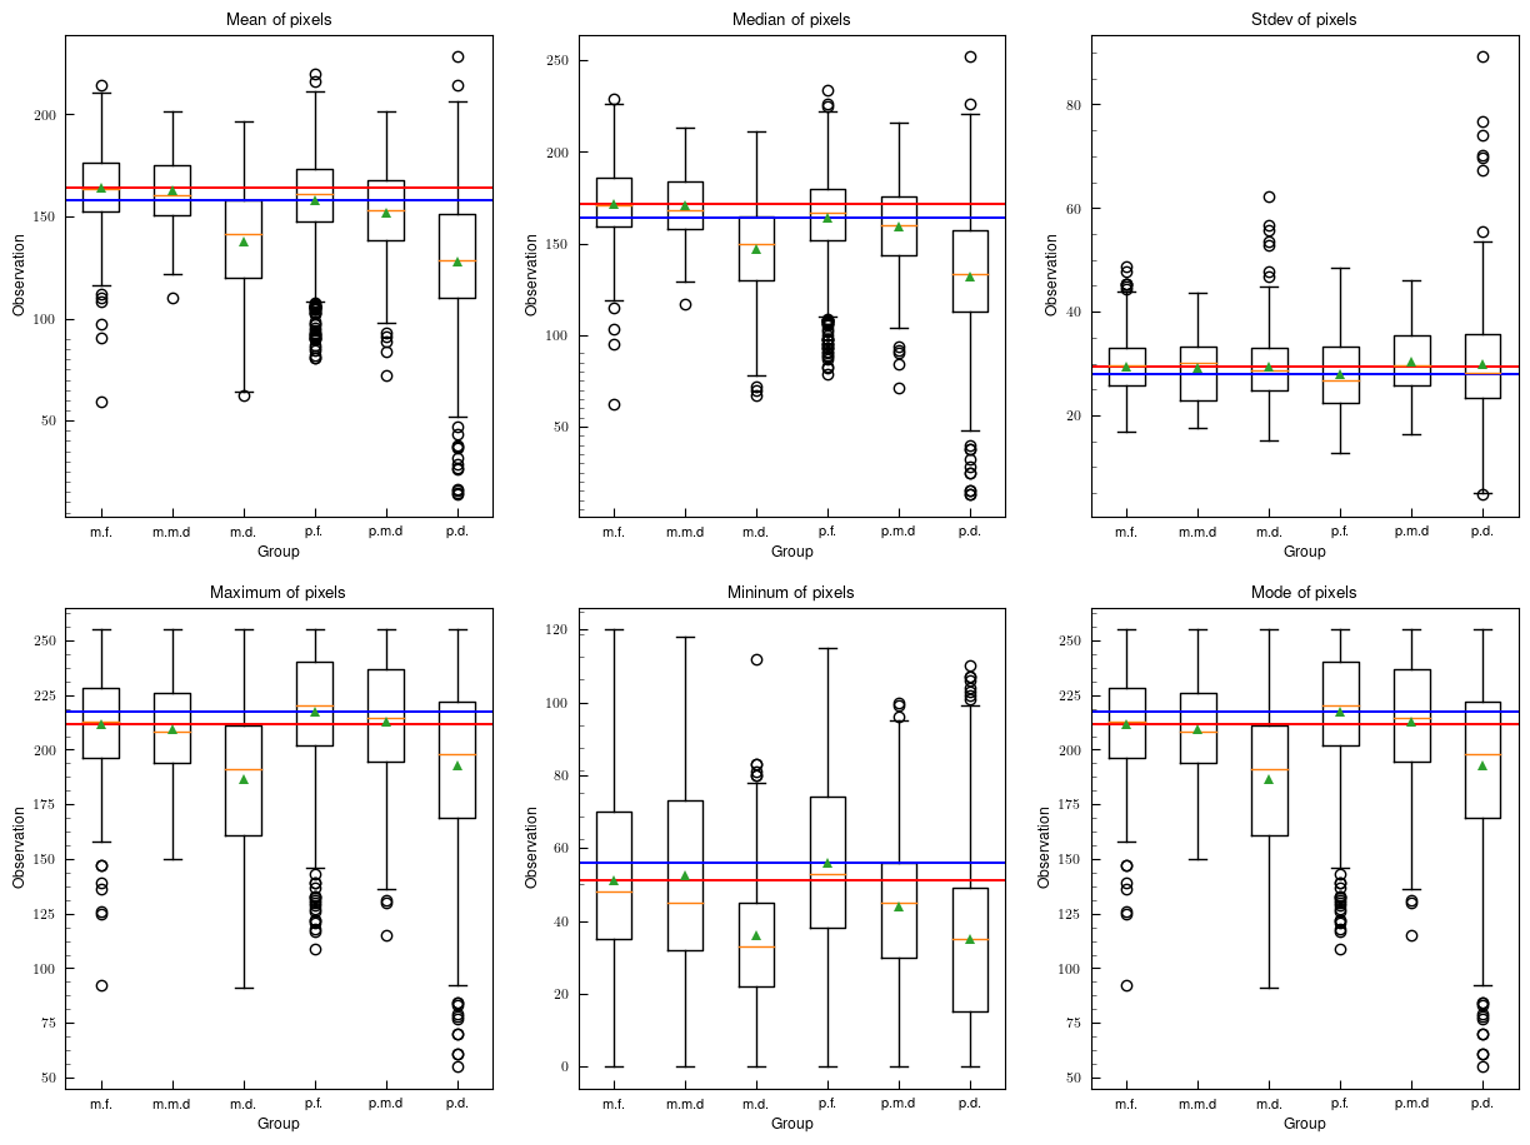 Mean of pixels
Observation
200
150
100
50
m.f. m.m.d m.d. p.f. p.m.d p.d.
Group
Median of pixels
Observation
250
200
150
100
50
m.f. m.m.d m.d. p.f. p.m.d p.d.
Group
Stdev of pixels
Observation
80
60
40
20
m.f. m.m.d m.d. p.f. p.m.d p.d.
Group
Maximum of pixels
Observation
250
225
200
175
150
125
100
75
50
m.f. m.m.d m.d. p.f. p.m.d p.d.
Group
Mininum of pixels
Observation
120
100
80
60
40
20
0
m.f. m.m.d m.d. p.f. p.m.d p.d.
Group
Mode of pixels
Observation
250
225
200
175
150
125
100
75
50
m.f. m.m.d m.d. p.f. p.m.d p.d.
Group